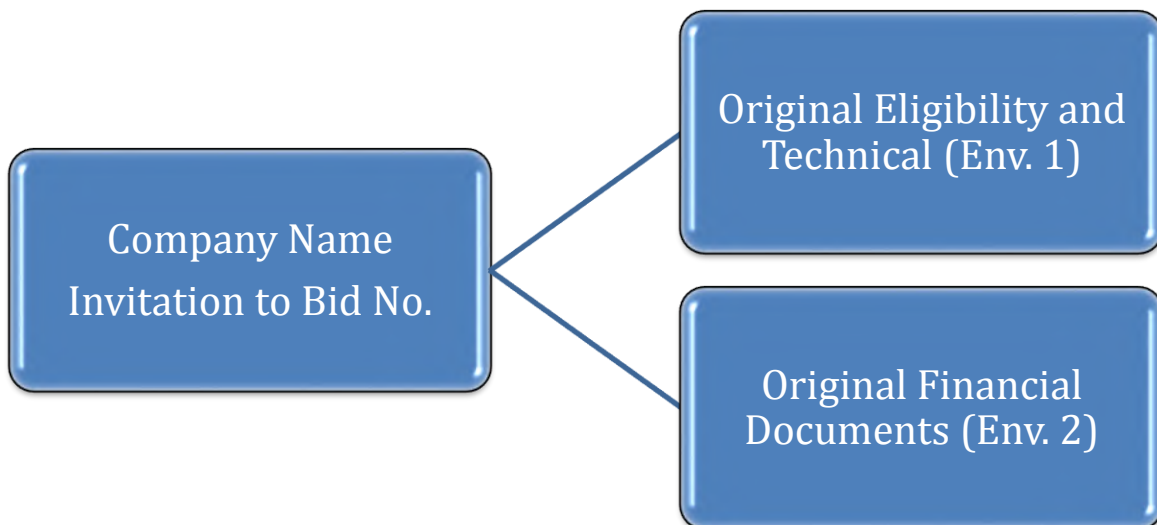 Company Name
Invitation to Bid No.
Original Eligibility and
Technical (Env. 1)
Original Financial
Documents (Env. 2)